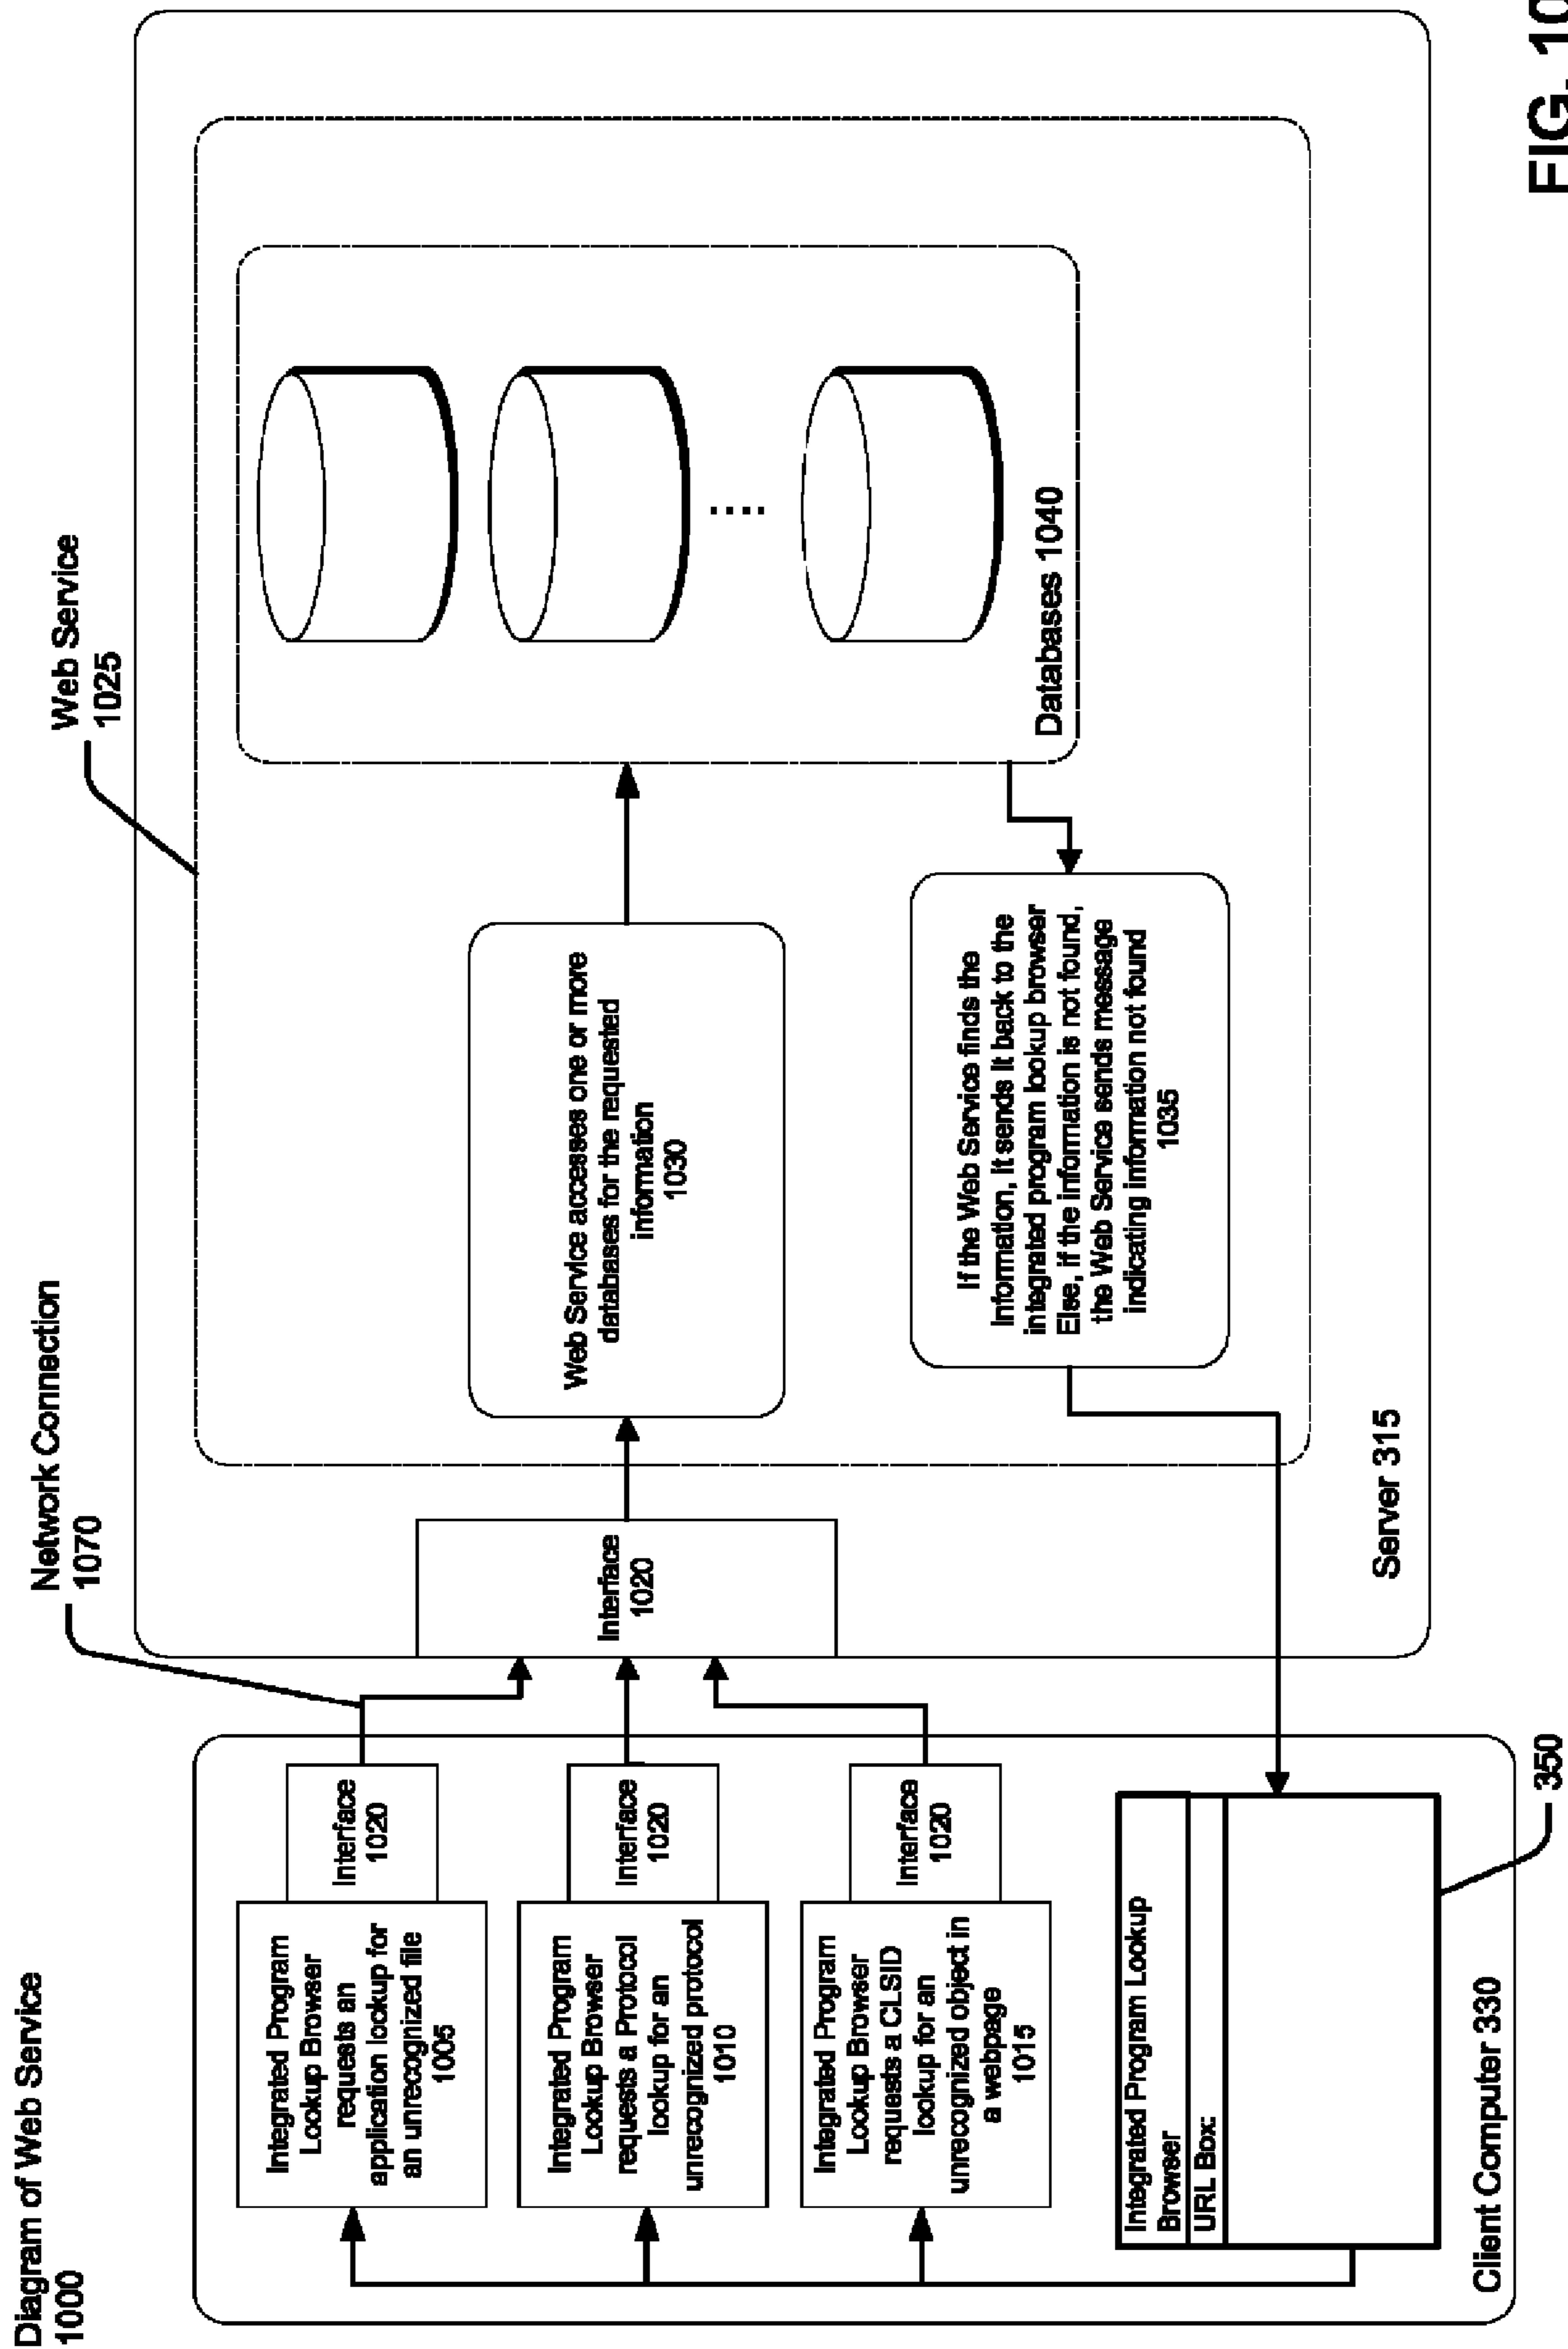 Diagram of Web Service
1000
Network Connection
1070
Web Service
1025
Integrated Program
Lookup Browser
requests an
application lookup for
an unrecognized file
1005
Interface
1020
Integrated Program
Lookup Browser
requests a Protocol
lookup for an
unrecognized protocol
1010
Interface
1020
Integrated Program
Lookup Browser
requests a CLSID
lookup for an
unrecognized object in
a webpage
1015
Interface
1020
Integrated Program Lookup
Browser
URL Box:
Client Computer 330
350
Interface
1020
Web Service accesses one or more
databases for the requested
information
1030
Databases 1040
If the Web Service finds the
information, it sends it back to the
integrated program lookup browser
Else, if the information is not found,
the Web Service sends message
indicating information not found
1035
Server 315
FIG. 10